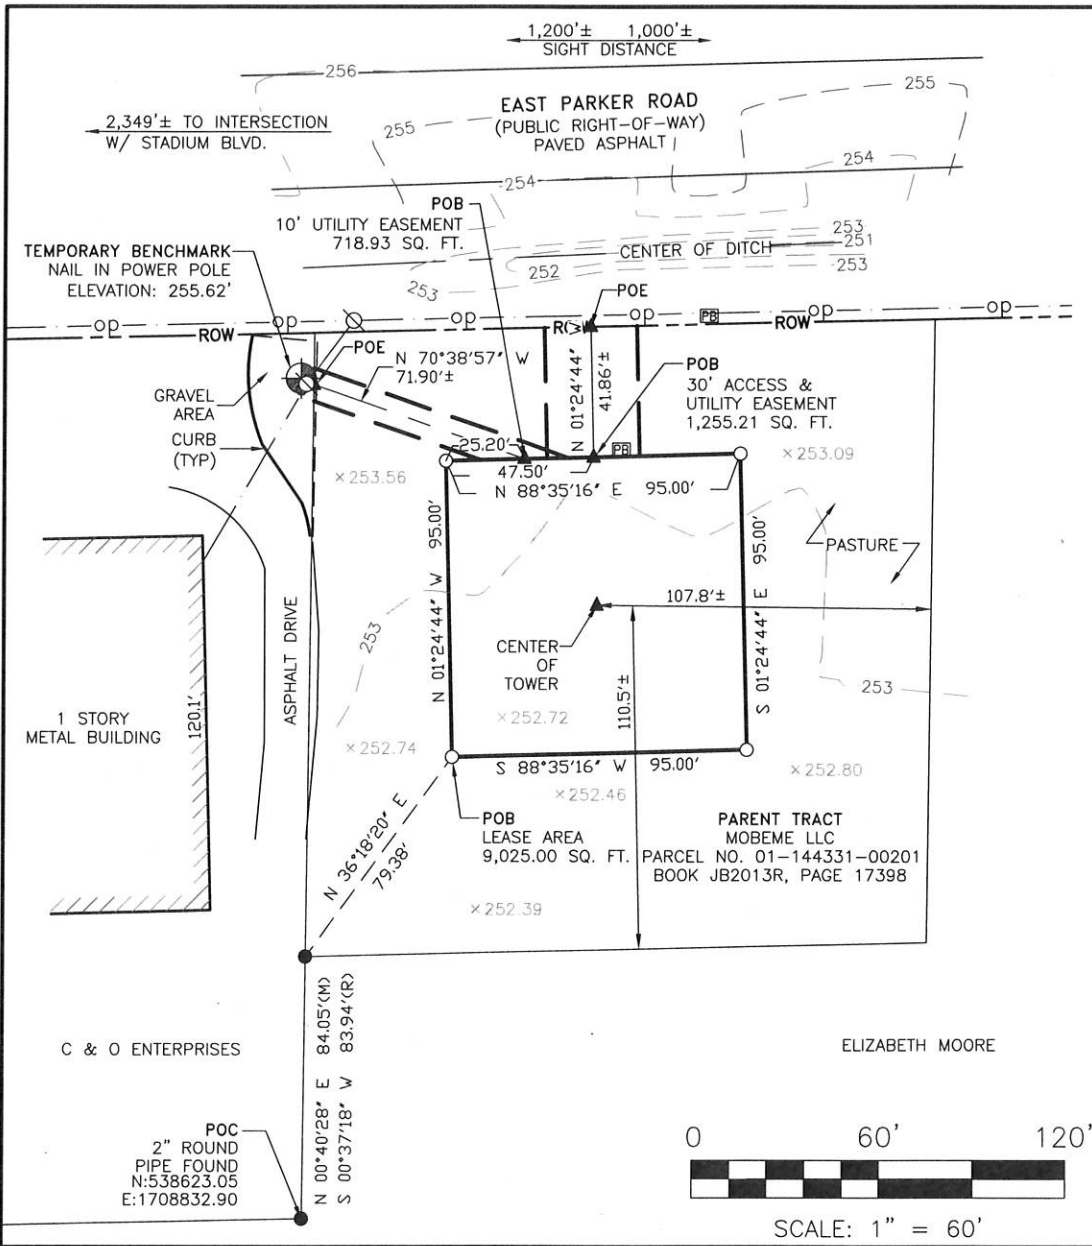 1,200'± 1,000'±
SIGHT DISTANCE
256
EAST PARKER ROAD
(PUBLIC RIGHT-OF-WAY)
PAVED ASPHALT
255
255
2,349'± TO INTERSECTION
W/ STADIUM BLVD.
254
254
POB
10' UTILITY EASEMENT
718.93 SQ. FT.
TEMPORARY BENCHMARK
NAIL IN POWER POLE
ELEVATION: 255.62'
253
CENTER OF DITCH
251
252
253
253
POE
op
op
op
op
PB
op
ROW
ROW
ROW
POE
N 70°38'57" W
71.90'±
N 01°24'44" W
41.86'±
POB
30' ACCESS &
UTILITY EASEMENT
1,255.21 SQ. FT.
GRAVEL
AREA
CURB
(TYP)
25.20'
PB
47.50'
N 88°35'16" E 95.00'
×253.56
×253.09
PASTURE
N 01°24'44" W 95.00'
S 01°24'44" E 95.00'
107.8'±
253
CENTER
OF
TOWER
110.5'±
253
ASPHALT DRIVE
1 STORY
METAL BUILDING
120.1'
×252.72
×252.74
S 88°35'16" W 95.00'
×252.80
×252.46
N 36°18'20" E
79.38'
POB
LEASE AREA
9,025.00 SQ. FT.
PARENT TRACT
MOBEME LLC
PARCEL NO. 01-144331-00201
BOOK JB2013R, PAGE 17398
×252.39
N 00°40'28" E 84.05'(M)
S 00°37'18" W 83.94'(R)
C & O ENTERPRISES
ELIZABETH MOORE
POC
2" ROUND
PIPE FOUND
N:538623.05
E:1708832.90
0 60' 120'
SCALE: 1" = 60'